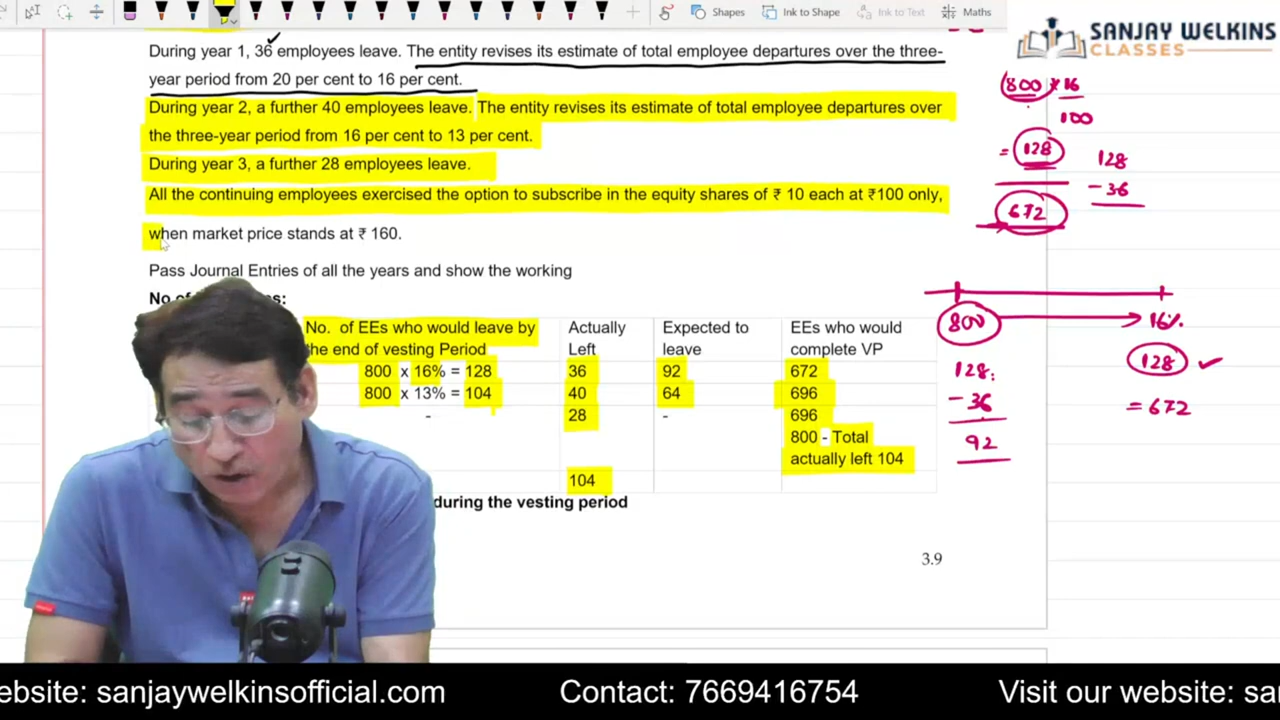 Shapes
Ink to Shape
Ink to Text
Maths
SANJAY WELKINS
CLASSES
During year 1, 36 employees leave. The entity revises its estimate of total employee departures over the three-
year period from 20 per cent to 16 per cent.
During year 2, a further 40 employees leave. The entity revises its estimate of total employee departures over
the three-year period from 16 per cent to 13 per cent.
During year 3, a further 28 employees leave.
All the continuing employees exercised the option to subscribe in the equity shares of ₹ 10 each at ₹100 only,
when market price stands at ₹ 160.
Pass Journal Entries of all the years and show the working
No. of EEs who would leave by
the end of vesting Period
Actually
Left
Expected to
leave
EEs who would
complete VP
800 x 16% = 128
36
92
672
800 x 13% = 104
40
64
696
-
28
-
696
800 - Total
actually left 104
104
during the vesting period
3.9
800 × 16
100
= 128
672
128
- 36
800
16%
128
128
- 36
92
= 672
ebsite: sanjaywelkinsofficial.com
Contact: 7669416754
Visit our website: sa